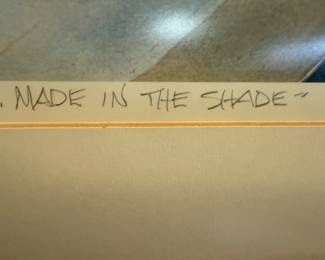 . MADE IN THE SHADE"